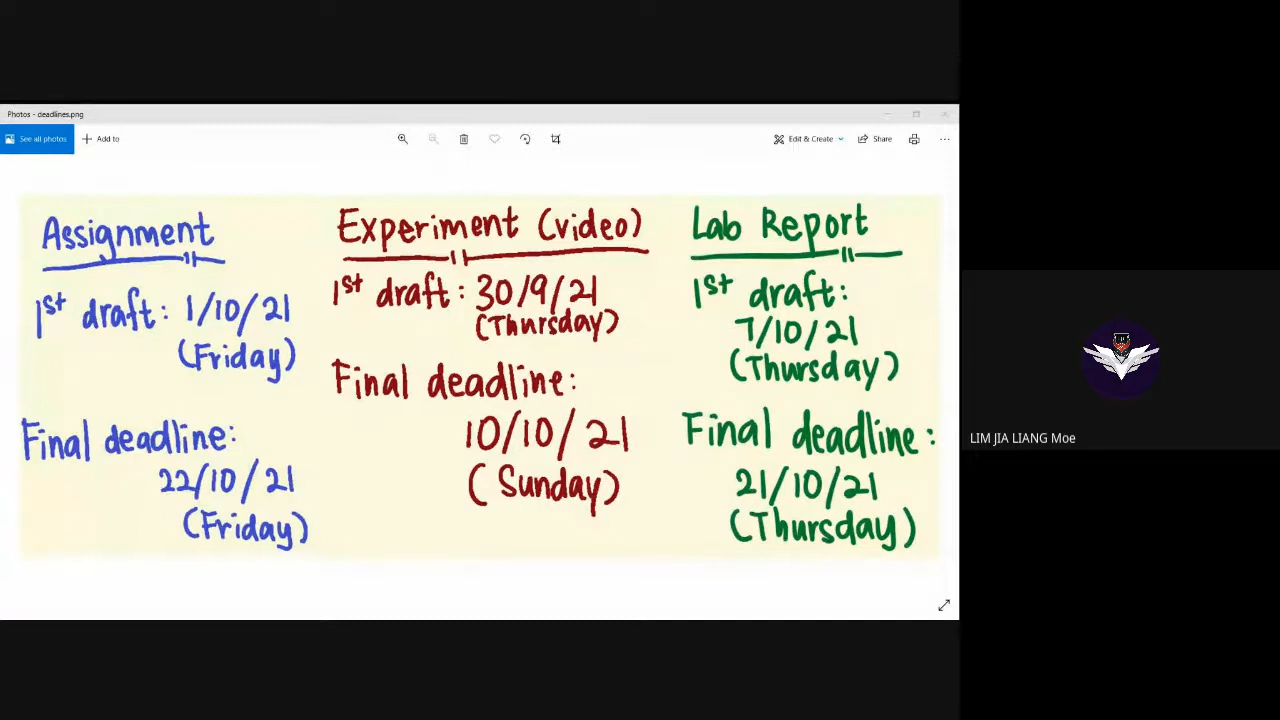 Photos - deadlines.png
See all photos
Add to
Edit & Create
Share
Assignment
1st draft: 1/10/21
(Friday)
Final deadline:
22/10/21
(Friday)
Experiment (video)
1st draft: 30/9/21
(Thursday)
Final deadline:
10/10/21
(Sunday)
Lab Report
1st draft:
7/10/21
(Thursday)
Final deadline:
21/10/21
(Thursday)
LIM JIA LIANG Moe